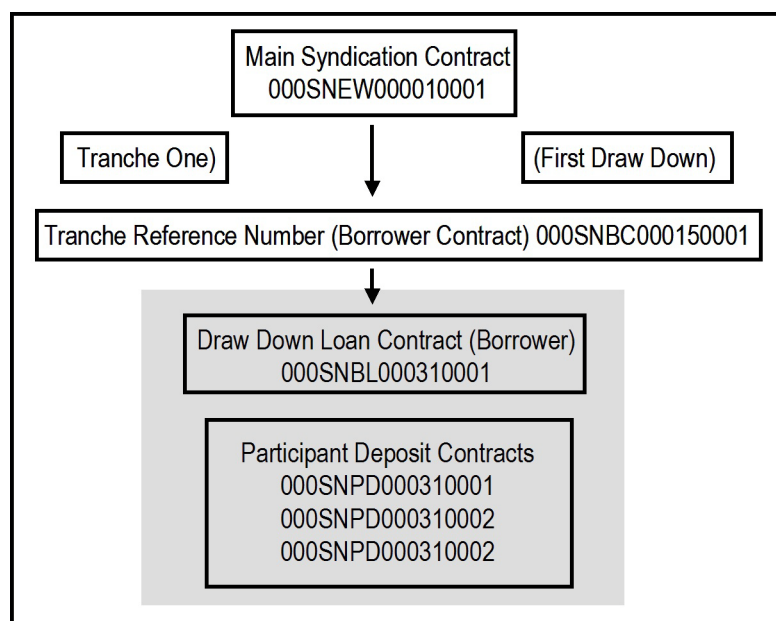 Main Syndication Contract
000SNEW000010001
Tranche One)
(First Draw Down)
Tranche Reference Number (Borrower Contract) 000SNBC000150001
Draw Down Loan Contract (Borrower)
000SNBL000310001
Participant Deposit Contracts
000SNPD000310001
000SNPD000310002
000SNPD000310002